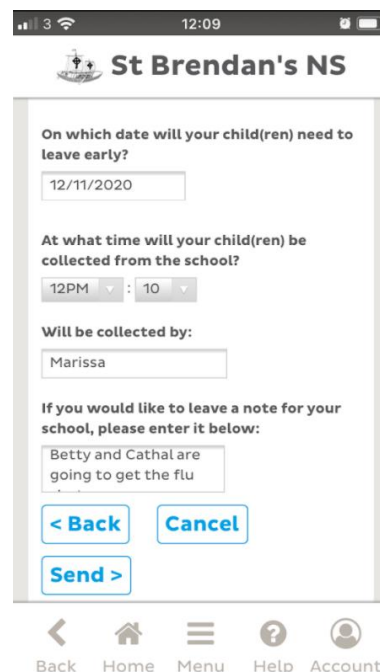 3 12:09
St Brendan's NS
On which date will your child(ren) need to
leave early?
12/11/2020
At what time will your child(ren) be
collected from the school?
12PM : 10
Will be collected by:
Marissa
If you would like to leave a note for your
school, please enter it below:
Betty and Cathal are
going to get the flu
< Back Cancel
Send >
Back Home Menu Help Account